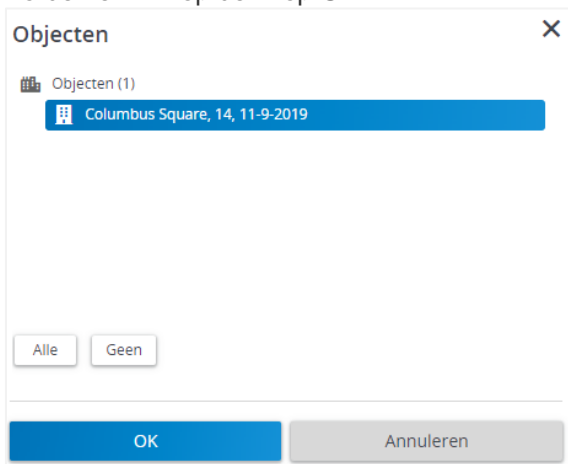 Objecten
Objecten (1)
Columbus Square, 14, 11-9-2019
Alle
Geen
OK
Annuleren